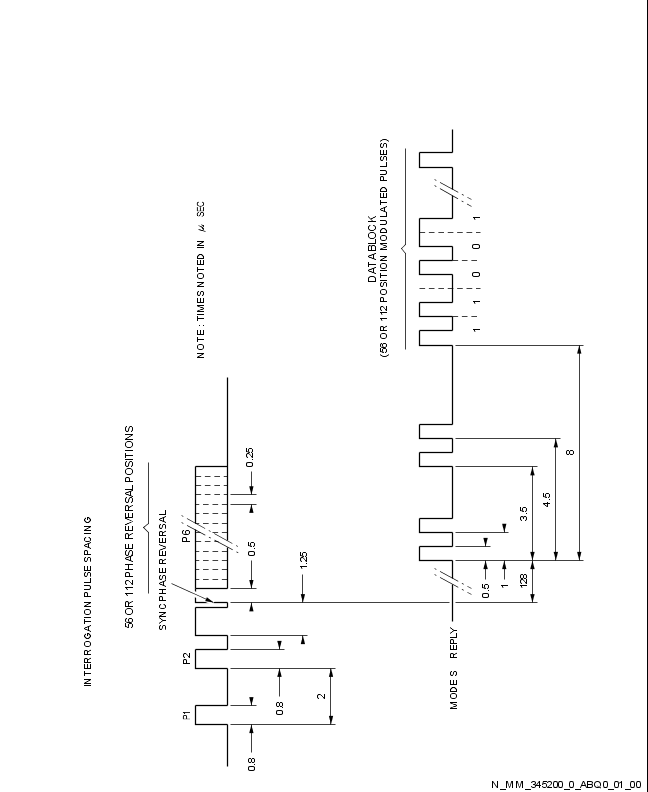 INTERROGATION PULSE SPACING
56 OR 112 PHASE REVERSAL POSITIONS
SYNC PHASE REVERSAL
P1
P2
P6
0.8
2
0.8
1.25
0.5
0.25
NOTE : TIMES NOTED IN µ SEC
DATA BLOCK
(56 OR 112 POSITION MODULATED PULSES)
1 1 0 0 1
MODE S REPLY
128
0.5
1
3.5
4.5
8
N_MM_345200_0_ABQ0_01_00